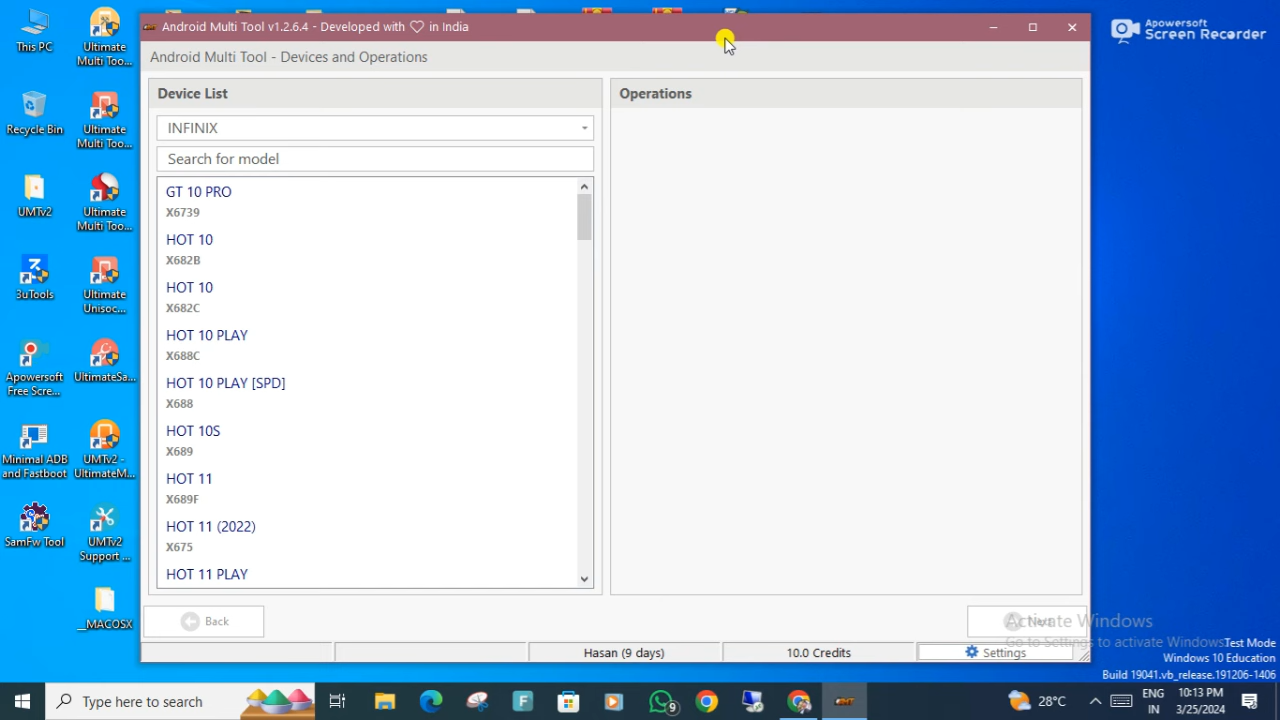 This PC
Ultimate
Multi Too...
Recycle Bin
Ultimate
Multi Too...
UMTv2
Ultimate
Multi Too...
3uTools
Ultimate
Unisoc...
Apowersoft
Free Scre...
UltimateSa...
Minimal ADB
and Fastboot
UMTv2 -
UltimateM...
SamFw Tool
UMTv2
Support ...
__MACOSX
Android Multi Tool v1.2.6.4 - Developed with ♡ in India
Android Multi Tool - Devices and Operations
Device List
INFINIX
Search for model
GT 10 PRO
X6739
HOT 10
X682B
HOT 10
X682C
HOT 10 PLAY
X688C
HOT 10 PLAY [SPD]
X688
HOT 10S
X689
HOT 11
X689F
HOT 11 (2022)
X675
HOT 11 PLAY
Operations
Back
Next
Hasan (9 days)
10.0 Credits
Settings
Apowersoft
Screen Recorder
Activate Windows
Go to Settings to activate Windows.
Test Mode
Windows 10 Education
Build 19041.vb_release.191206-1406
Type here to search
F
9
28°C
ENG
IN
10:13 PM
3/25/2024